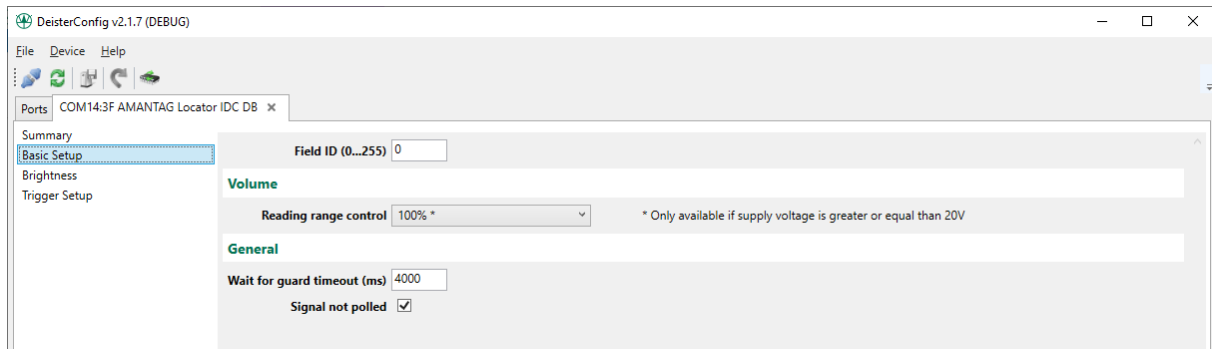 DeisterConfig v2.1.7 (DEBUG)
File Device Help
Ports COM14:3F AMANTAG Locator IDC DB
Summary
Basic Setup
Brightness
Trigger Setup
Field ID (0...255) 0
Volume
Reading range control 100% * * Only available if supply voltage is greater or equal than 20V
General
Wait for guard timeout (ms) 4000
Signal not polled